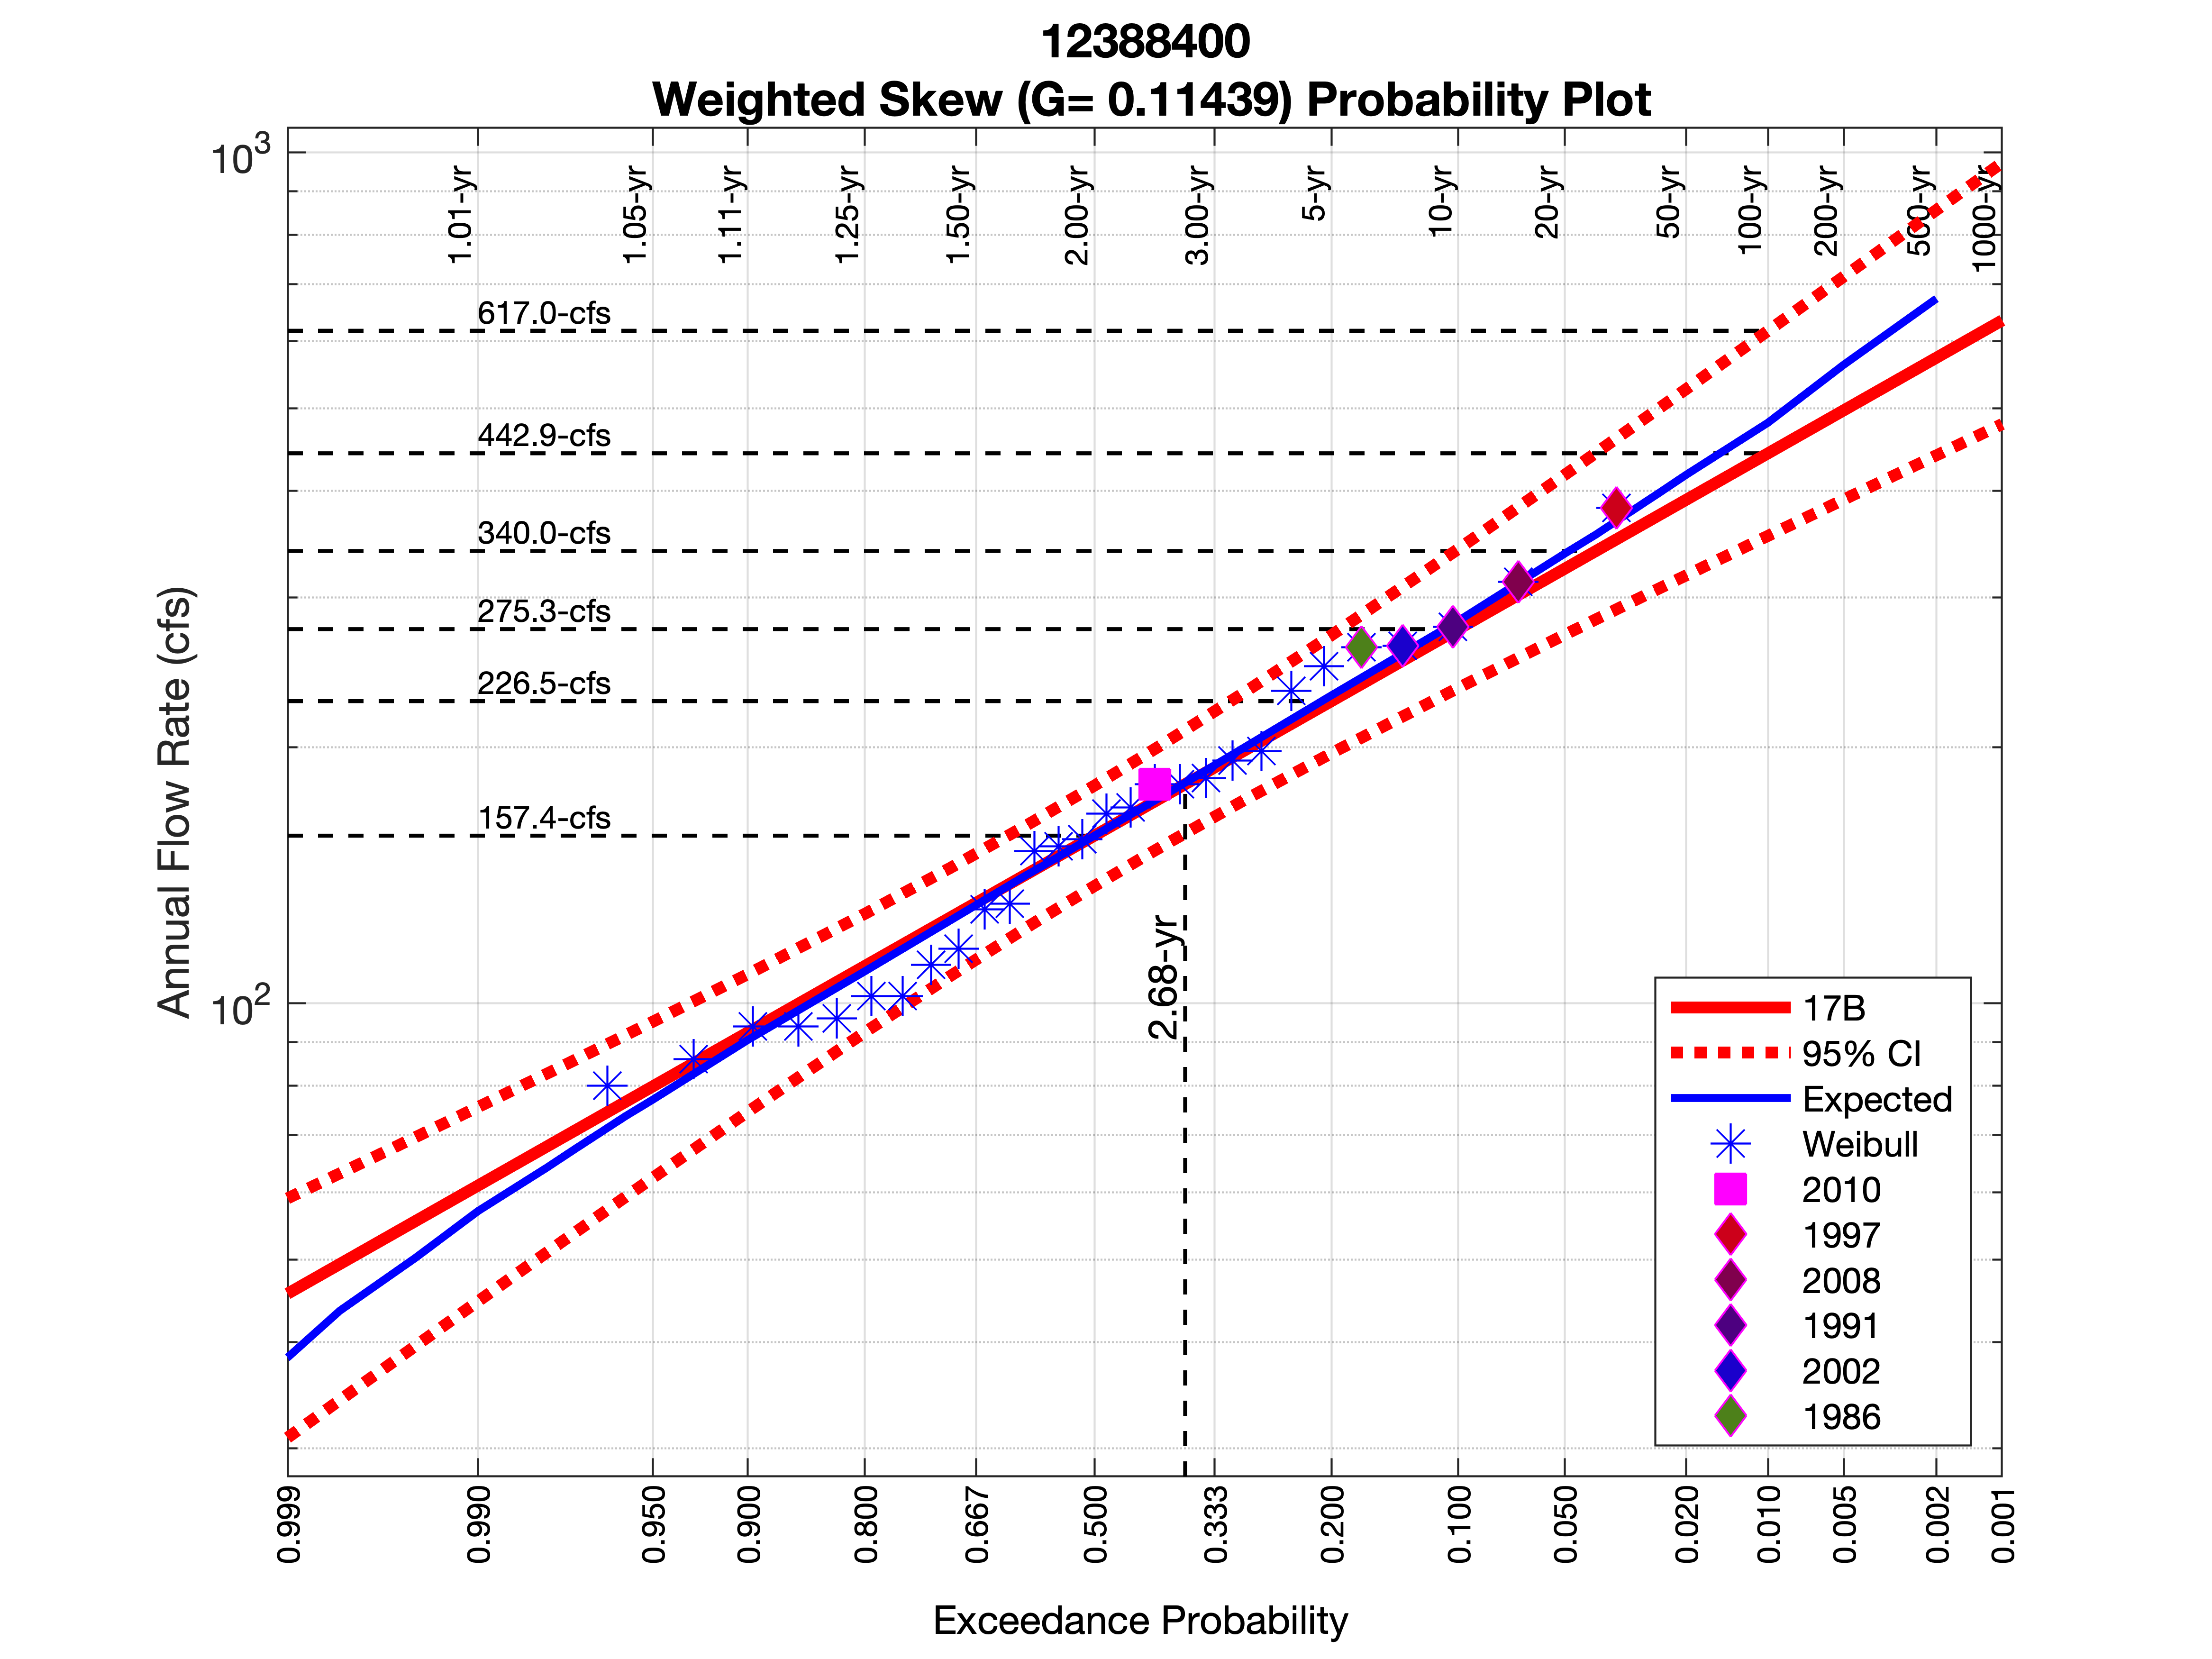 12388400
Weighted Skew (G= 0.11439) Probability Plot
10³
1.01-yr
1.05-yr
1.11-yr
1.25-yr
1.50-yr
2.00-yr
3.00-yr
5-yr
10-yr
20-yr
50-yr
100-yr
200-yr
500-yr
1000-yr
617.0-cfs
442.9-cfs
340.0-cfs
275.3-cfs
226.5-cfs
157.4-cfs
2.68-yr
Annual Flow Rate (cfs)
10²
17B
95% CI
Expected
Weibull
2010
1997
2008
1991
2002
1986
0.999
0.990
0.950
0.900
0.800
0.667
0.500
0.333
0.200
0.100
0.050
0.020
0.010
0.005
0.002
0.001
Exceedance Probability